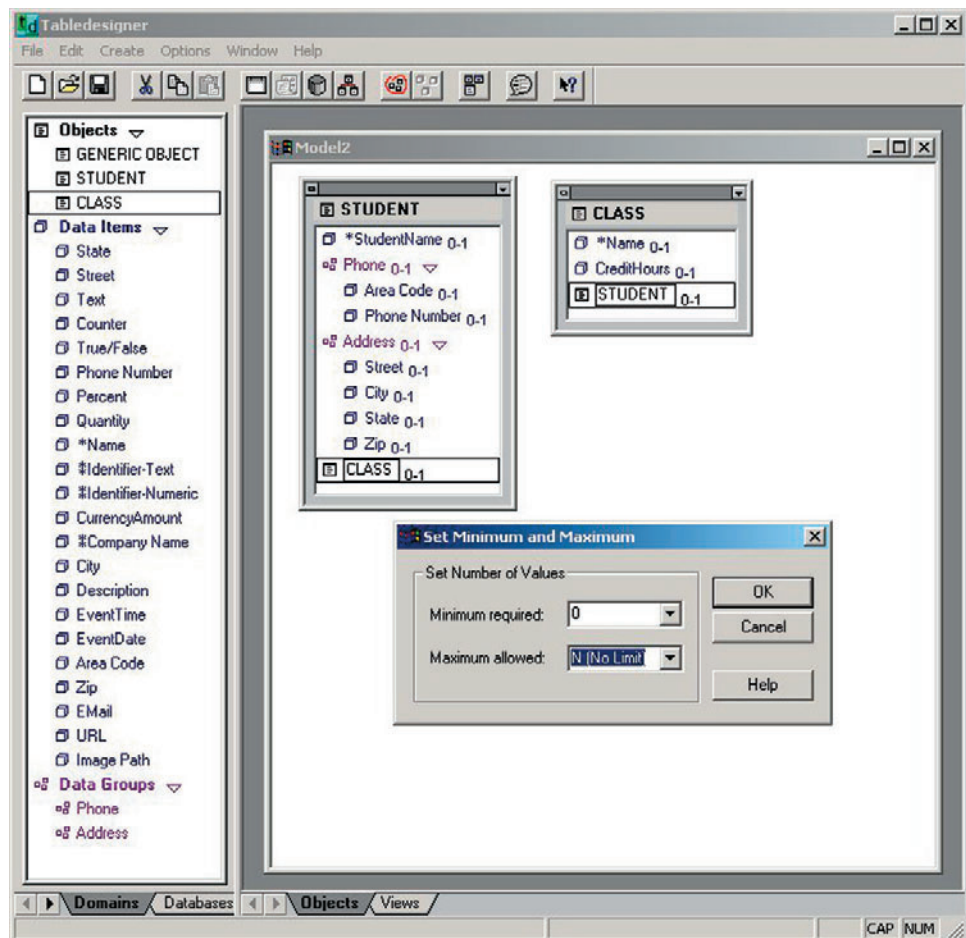 Tabledesigner
File Edit Create Options Window Help
Objects
GENERIC OBJECT
STUDENT
CLASS
Data Items
State
Street
Text
Counter
True/False
Phone Number
Percent
Quantity
*Name
‡Identifier-Text
‡Identifier-Numeric
CurrencyAmount
‡Company Name
City
Description
EventTime
EventDate
Area Code
Zip
EMail
URL
Image Path
Data Groups
Phone
Address
Domains Databases
Model2
STUDENT
*StudentName 0-1
Phone 0-1
Area Code 0-1
Phone Number 0-1
Address 0-1
Street 0-1
City 0-1
State 0-1
Zip 0-1
CLASS 0-1
CLASS
*Name 0-1
CreditHours 0-1
STUDENT 0-1
Set Minimum and Maximum
Set Number of Values
Minimum required: 0
Maximum allowed: N (No Limit
OK
Cancel
Help
Objects Views
CAP NUM